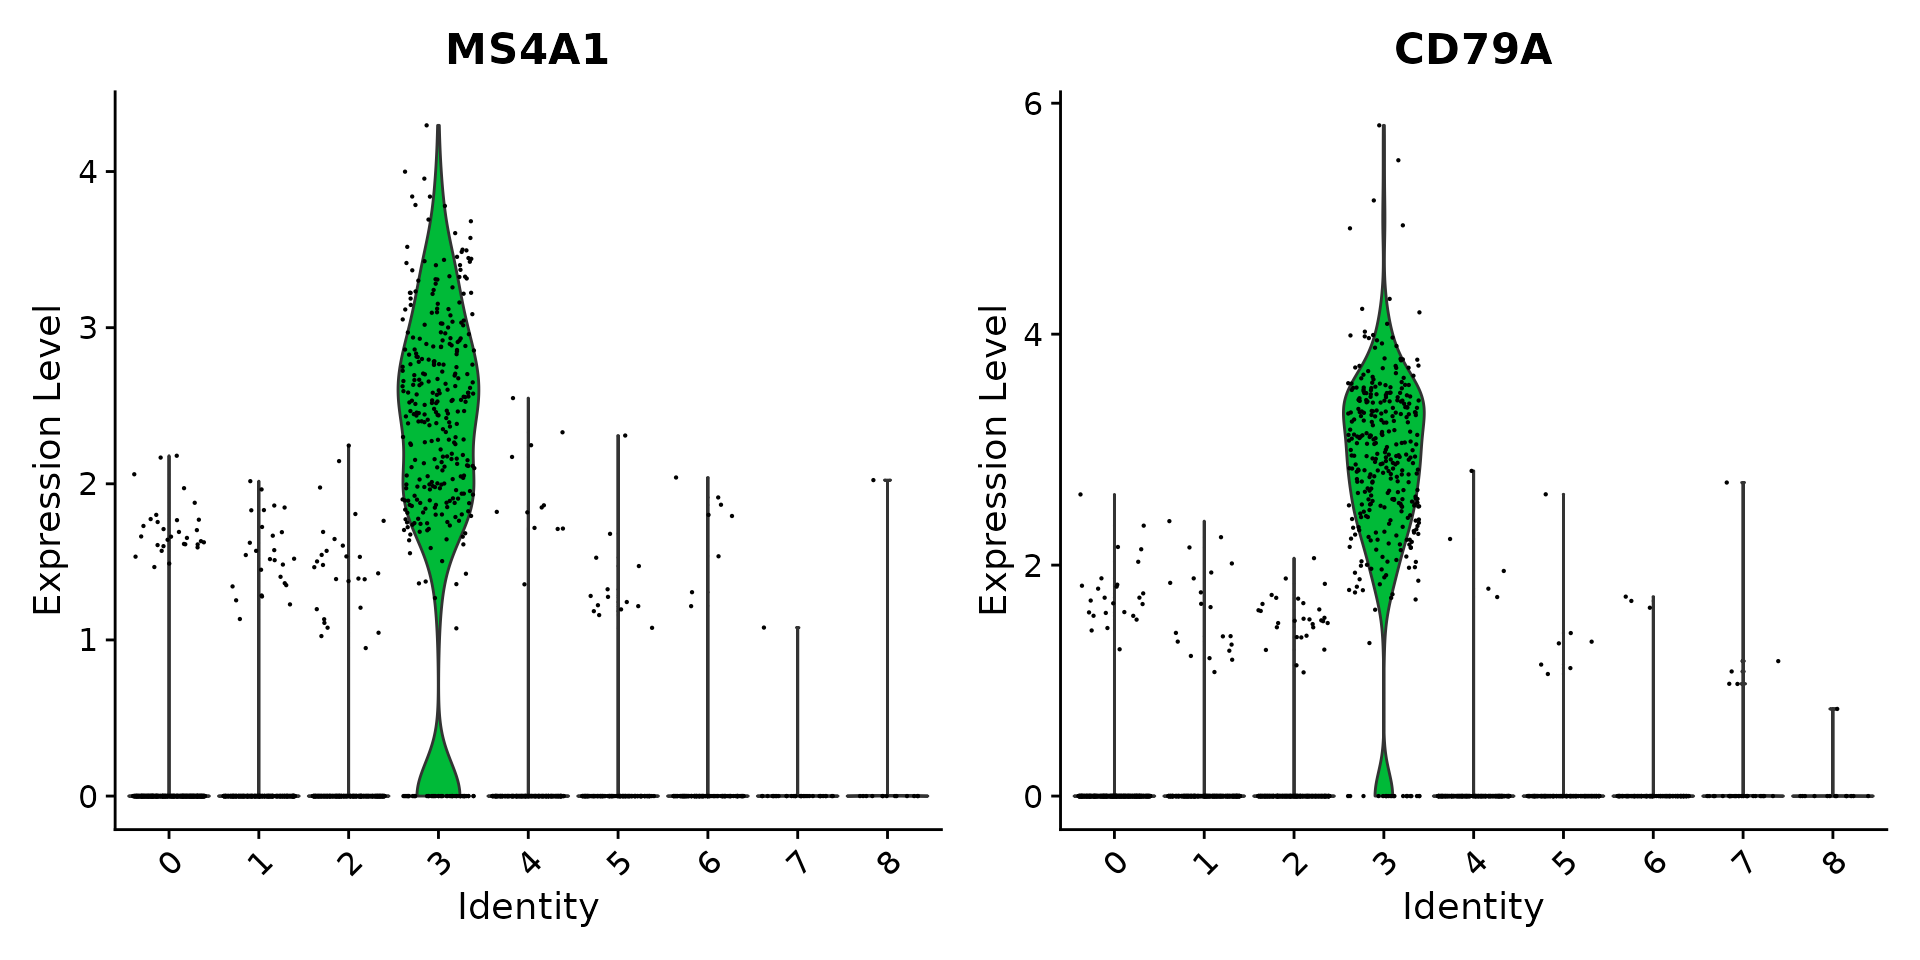 MS4A1
Expression Level
4
3
2
1
0
0 1 2 3 4 5 6 7 8
Identity
CD79A
Expression Level
6
4
2
0
0 1 2 3 4 5 6 7 8
Identity